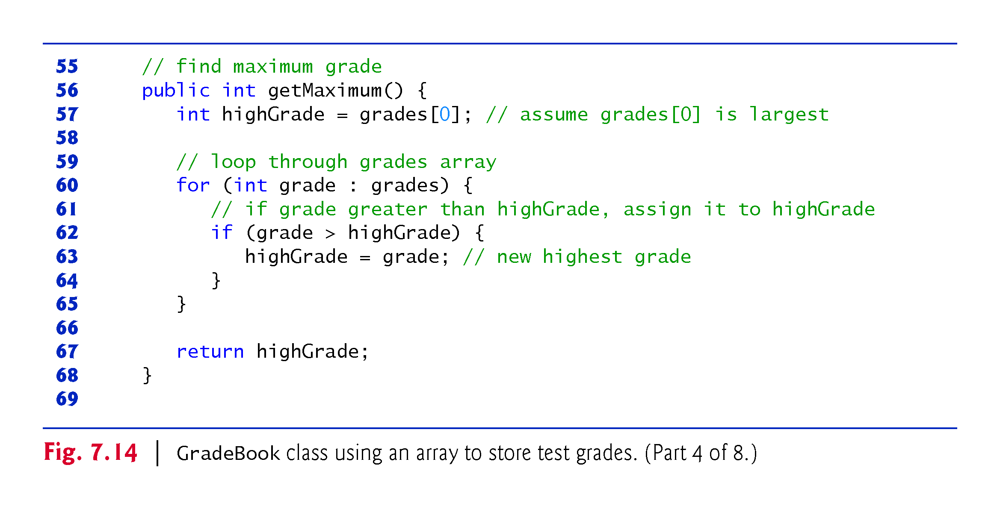 55 // find maximum grade
56 public int getMaximum() {
57 int highGrade = grades[0]; // assume grades[0] is largest
58
59 // loop through grades array
60 for (int grade : grades) {
61 // if grade greater than highGrade, assign it to highGrade
62 if (grade > highGrade) {
63 highGrade = grade; // new highest grade
64 }
65 }
66
67 return highGrade;
68 }
69
Fig. 7.14 | GradeBook class using an array to store test grades. (Part 4 of 8.)